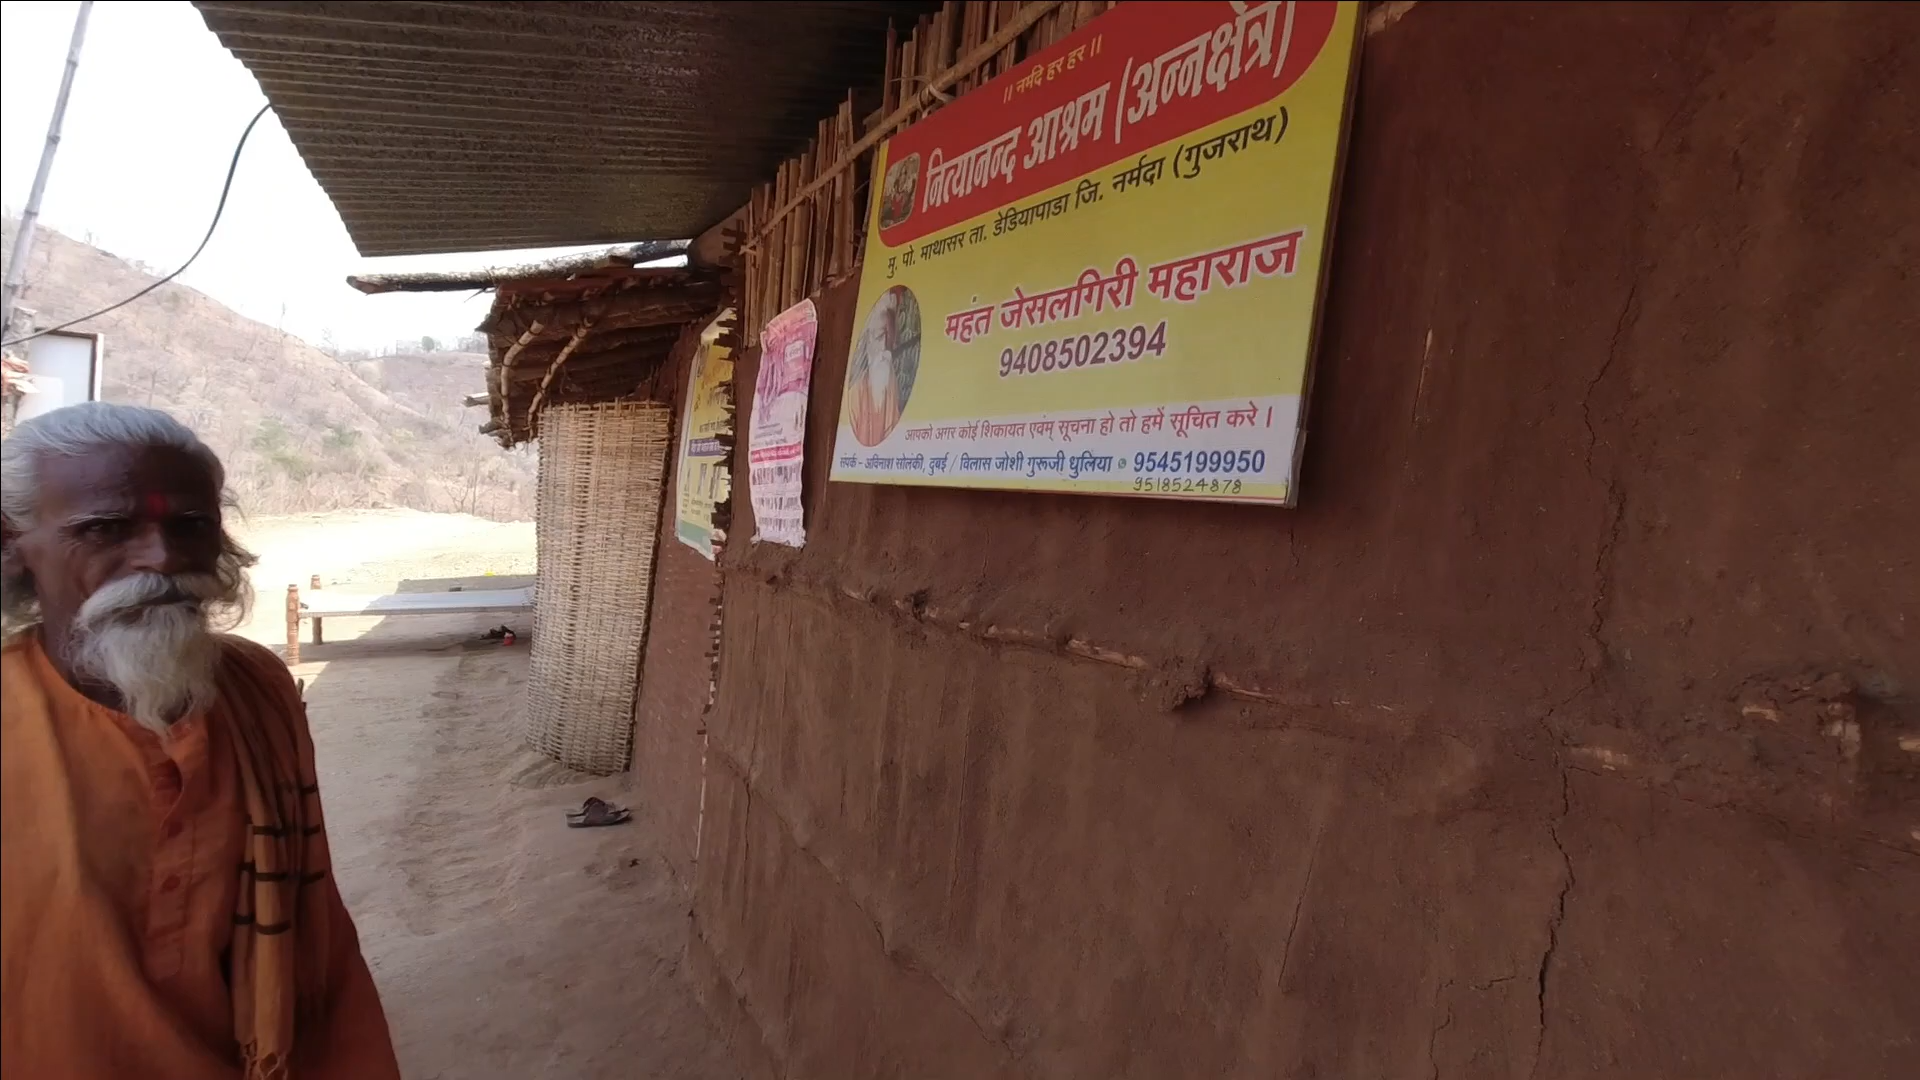 ॥ नर्मदे हर हर ॥
नित्यानन्द आश्रम (अन्नक्षेत्र)
मु. पो. माथासर ता. डेडियापाडा जि. नर्मदा (गुजराथ)
महंत जेसलगिरी महाराज
9408502394
आपको अगर कोई शिकायत एवंम् सूचना हो तो हमें सूचित करे ।
संपर्क - अविनाश सोलंकी, दुबई / विलास जोशी गुरूजी धुलिया 9545199950
9518524878